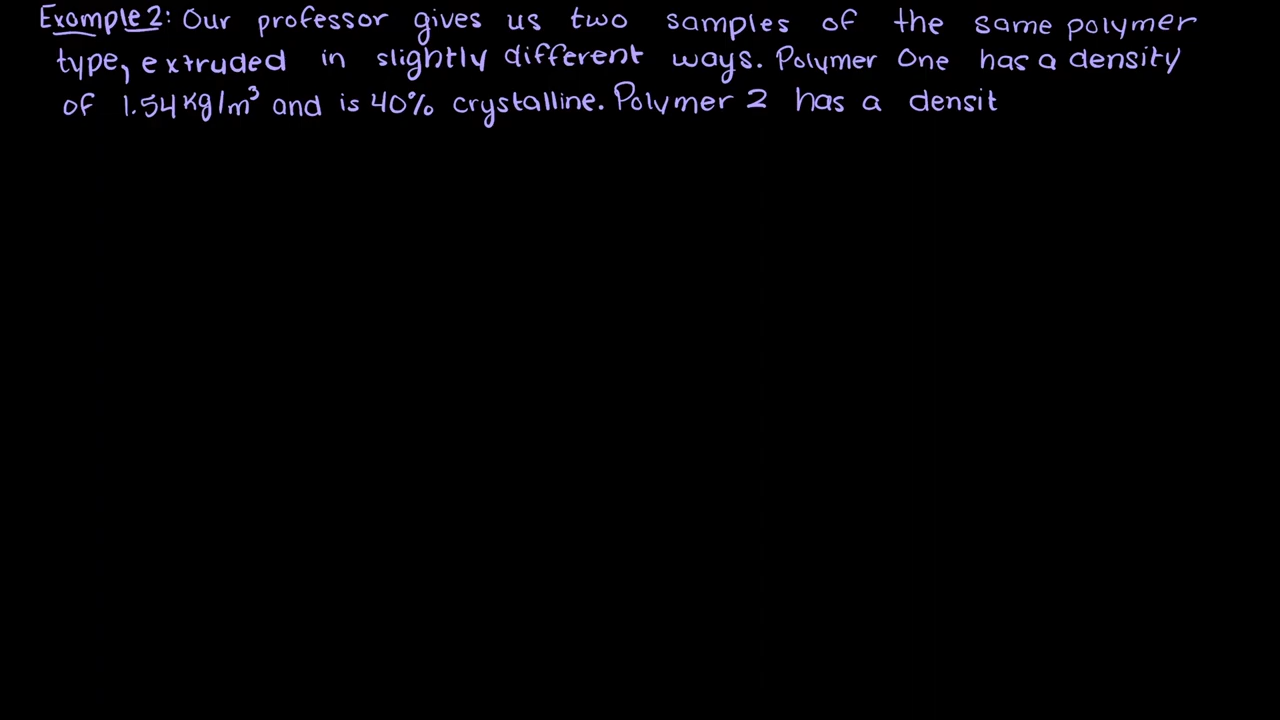 Example 2: Our professor gives us two samples of the same polymer
type, extruded in slightly different ways. Polymer One has a density
of 1.54 kg/m³ and is 40% crystalline. Polymer 2 has a densit